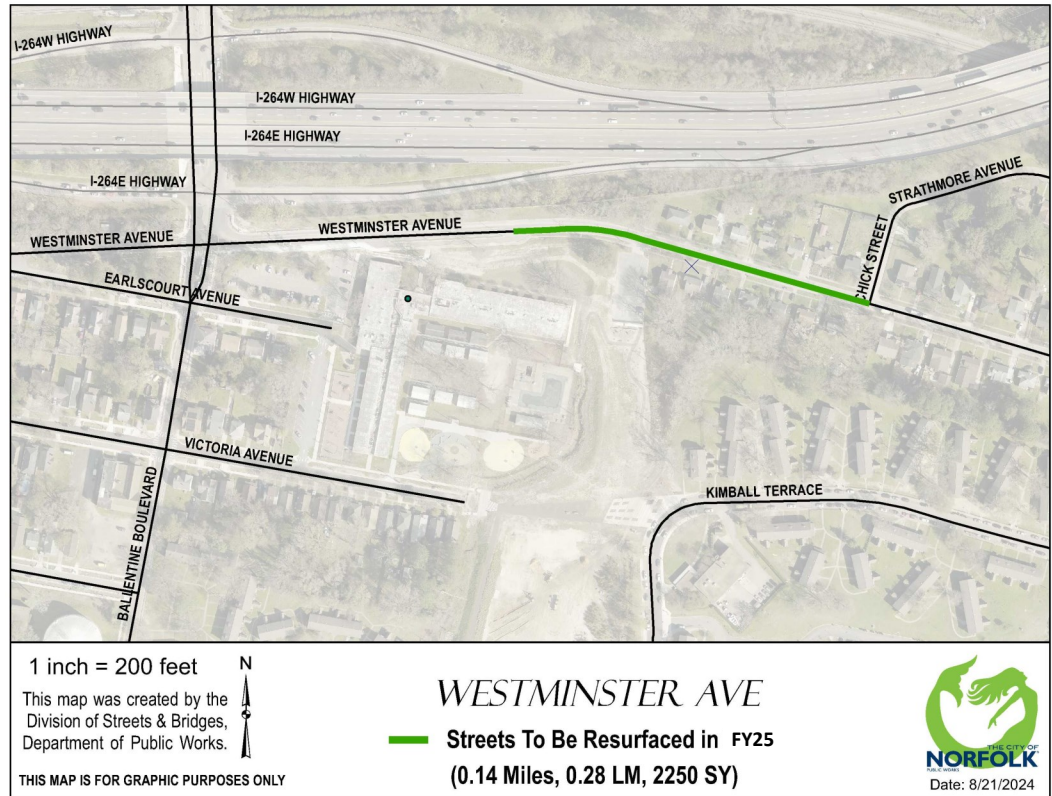 I-264W HIGHWAY
I-264W HIGHWAY
I-264E HIGHWAY
I-264E HIGHWAY
STRATHMORE AVENUE
WESTMINSTER AVENUE
WESTMINSTER AVENUE
CHICK STREET
EARLSCOURT AVENUE
VICTORIA AVENUE
KIMBALL TERRACE
BALLENTINE BOULEVARD
1 inch = 200 feet
N
This map was created by the
Division of Streets & Bridges,
Department of Public Works.
THIS MAP IS FOR GRAPHIC PURPOSES ONLY
WESTMINSTER AVE
Streets To Be Resurfaced in FY25
(0.14 Miles, 0.28 LM, 2250 SY)
THE CITY OF
NORFOLK
PUBLIC WORKS
Date: 8/21/2024